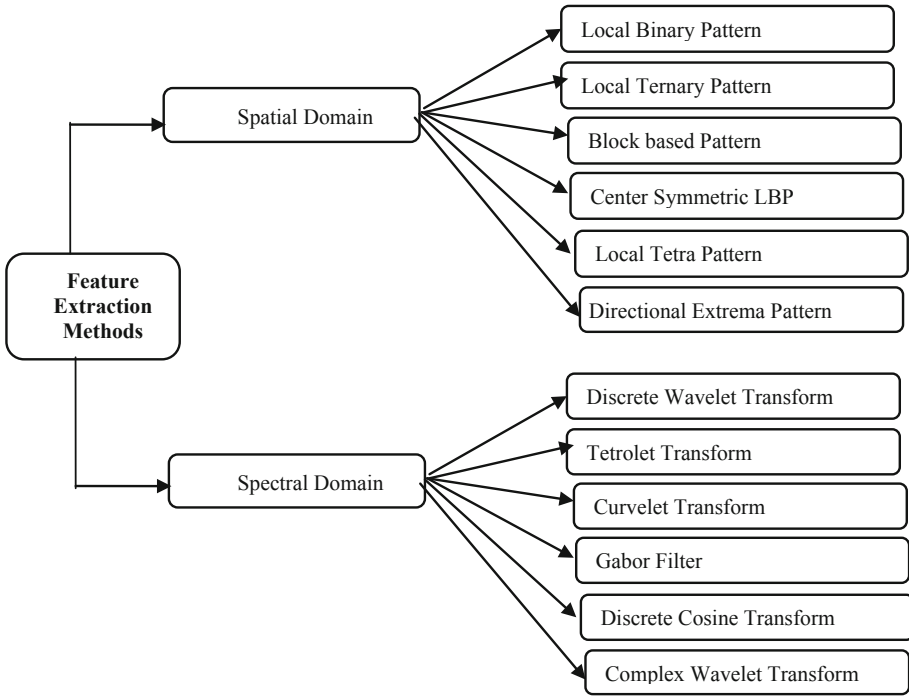 Local Binary Pattern
Local Ternary Pattern
Spatial Domain
Block based Pattern
Center Symmetric LBP
Local Tetra Pattern
Feature
Extraction
Methods
Directional Extrema Pattern
Discrete Wavelet Transform
Tetrolet Transform
Spectral Domain
Curvelet Transform
Gabor Filter
Discrete Cosine Transform
Complex Wavelet Transform